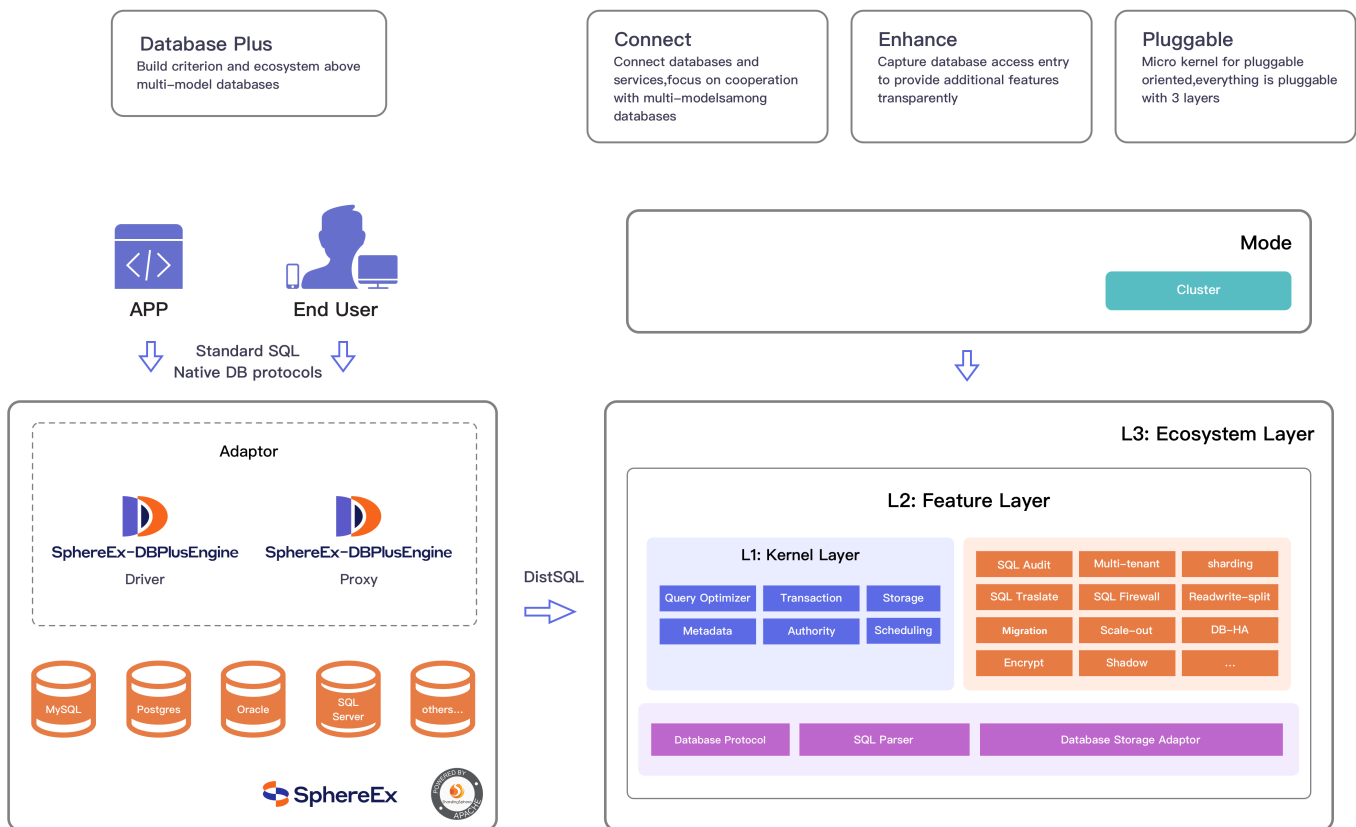 Database Plus
Build criterion and ecosystem above
multi-model databases
Connect
Connect databases and
services,focus on cooperation
with multi-modelsamong
databases
Enhance
Capture database access entry
to provide additional features
transparently
Pluggable
Micro kernel for pluggable
oriented,everything is pluggable
with 3 layers
</>
APP
End User
Standard SQL
Native DB protocols
Mode
Cluster
Adaptor
SphereEx-DBPlusEngine
Driver
SphereEx-DBPlusEngine
Proxy
MySQL
Postgres
Oracle
SQL
Server
others...
SphereEx
POWERED BY
ShardingSphere
APACHE
DistSQL
L3: Ecosystem Layer
L2: Feature Layer
L1: Kernel Layer
Query Optimizer
Transaction
Storage
Metadata
Authority
Scheduling
SQL Audit
Multi-tenant
sharding
SQL Traslate
SQL Firewall
Readwrite-split
Migration
Scale-out
DB-HA
Encrypt
Shadow
...
Database Protocol
SQL Parser
Database Storage Adaptor